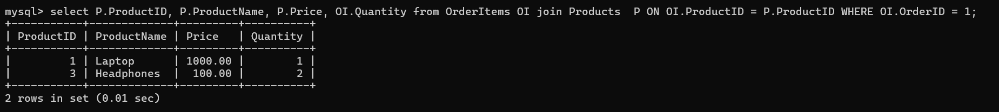 mysql> select P.ProductID, P.ProductName, P.Price, OI.Quantity from OrderItems OI join Products  P ON OI.ProductID = P.ProductID WHERE OI.OrderID = 1;
+-----------+-------------+---------+----------+
| ProductID | ProductName | Price   | Quantity |
+-----------+-------------+---------+----------+
|         1 | Laptop      | 1000.00 |        1 |
|         3 | Headphones  |  100.00 |        2 |
+-----------+-------------+---------+----------+
2 rows in set (0.01 sec)